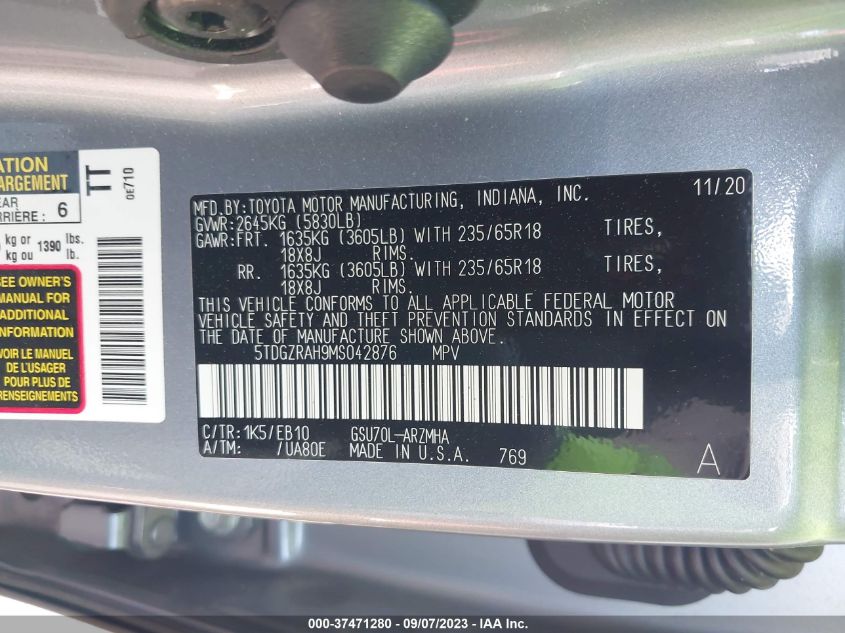 ATION
ARGEMENT
EAR
RRIÈRE: 6
kg or 1390 lbs.
kg ou lb.
SEE OWNER'S
MANUAL FOR
ADDITIONAL
INFORMATION
VOIR LE MANUEL
DE L'USAGER
POUR PLUS DE
RENSEIGNEMENTS
TT
0E710
MFD.BY:TOYOTA MOTOR MANUFACTURING, INDIANA, INC. 11/20
GVWR:2645KG (5830LB)
GAWR:FRT. 1635KG (3605LB) WITH 235/65R18 TIRES,
18X8J RIMS.
RR. 1635KG (3605LB) WITH 235/65R18 TIRES,
18X8J RIMS.
THIS VEHICLE CONFORMS TO ALL APPLICABLE FEDERAL MOTOR
VEHICLE SAFETY AND THEFT PREVENTION STANDARDS IN EFFECT ON
THE DATE OF MANUFACTURE SHOWN ABOVE.
5TDGZRAH9MS042876 MPV
C/TR:1K5/EB10 GSU70L-ARZMHA
A/TM: /UA80E MADE IN U.S.A. 769 A
000-37471280 - 09/07/2023 - IAA Inc.